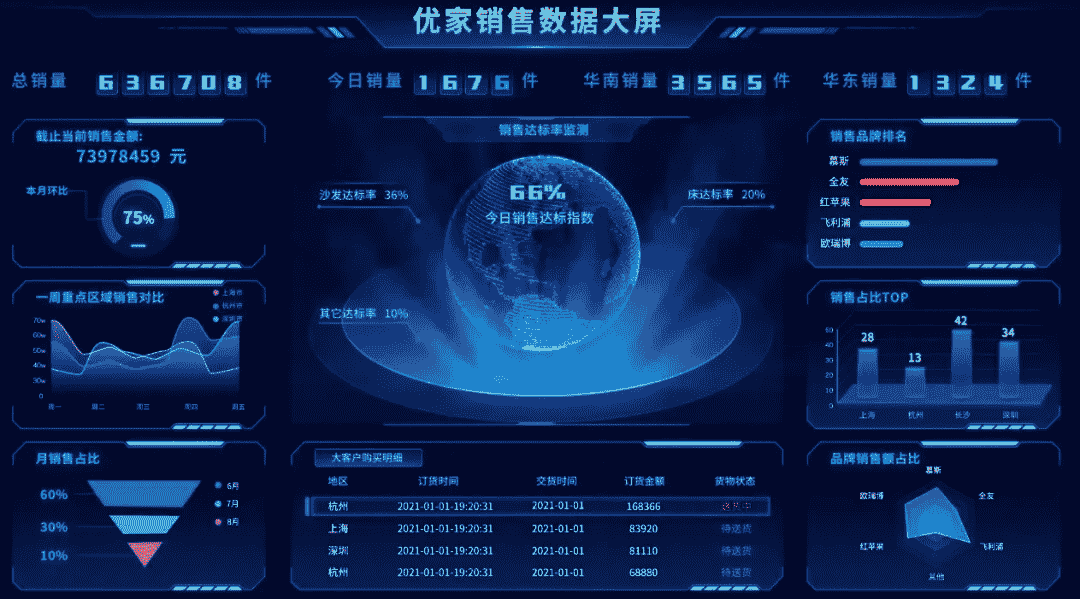 优家销售数据大屏
总销量 636708 件
今日销量 1676 件
华南销量 3565 件
华东销量 1324 件
截止当前销售金额:
73978459 元
本月环比
75%
一周重点区域销售对比
上海市
杭州市
深圳市
70w
60w
50w
40w
30w
0
周一 周二 周三 周四 周五
月销售占比
60%
30%
10%
6月
7月
8月
销售达标率监测
66%
今日销售达标指数
沙发达标率 36%
床达标率 20%
其它达标率 10%
大客户购买明细
地区 订货时间 交货时间 订货金额 货物状态
杭州 2021-01-01-19:20:31 2021-01-01 168366
上海 2021-01-01-19:20:31 2021-01-01 83920 待送货
深圳 2021-01-01-19:20:31 2021-01-01 81110 待送货
杭州 2021-01-01-19:20:31 2021-01-01 68880 待送货
销售品牌排名
慕斯
全友
红苹果
飞利浦
欧瑞博
销售占比TOP
50
40
30
20
10
0
28 13 42 34
上海 杭州 长沙 深圳
品牌销售额占比
慕斯
欧瑞博 全友
红苹果 飞利浦
其他